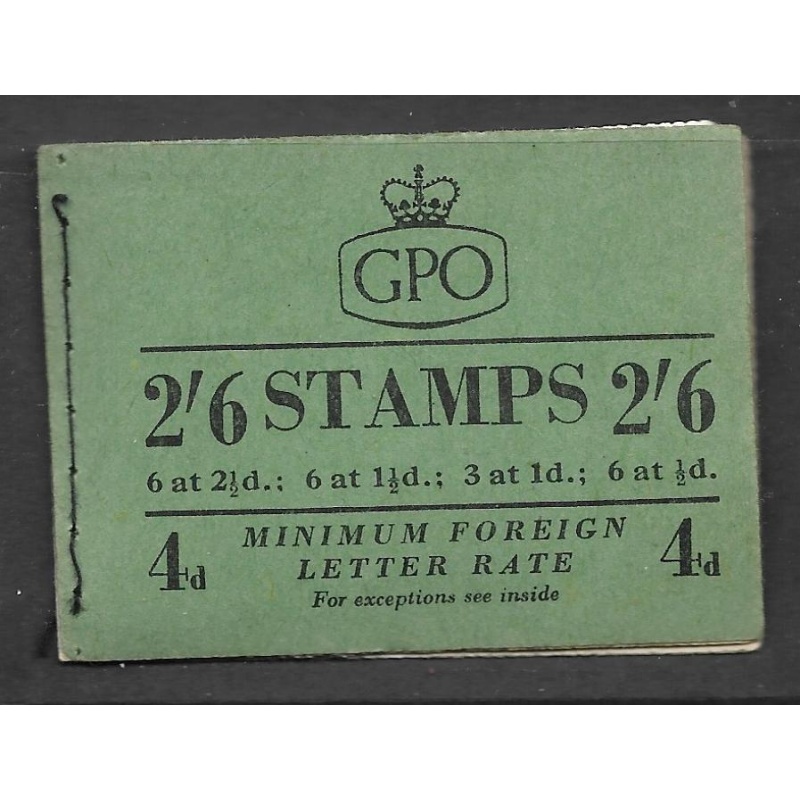 GPO
2'6 STAMPS 2'6
6 at 2½d.; 6 at 1½d.; 3 at 1d.; 6 at ½d.
4d MINIMUM FOREIGN LETTER RATE 4d
For exceptions see inside